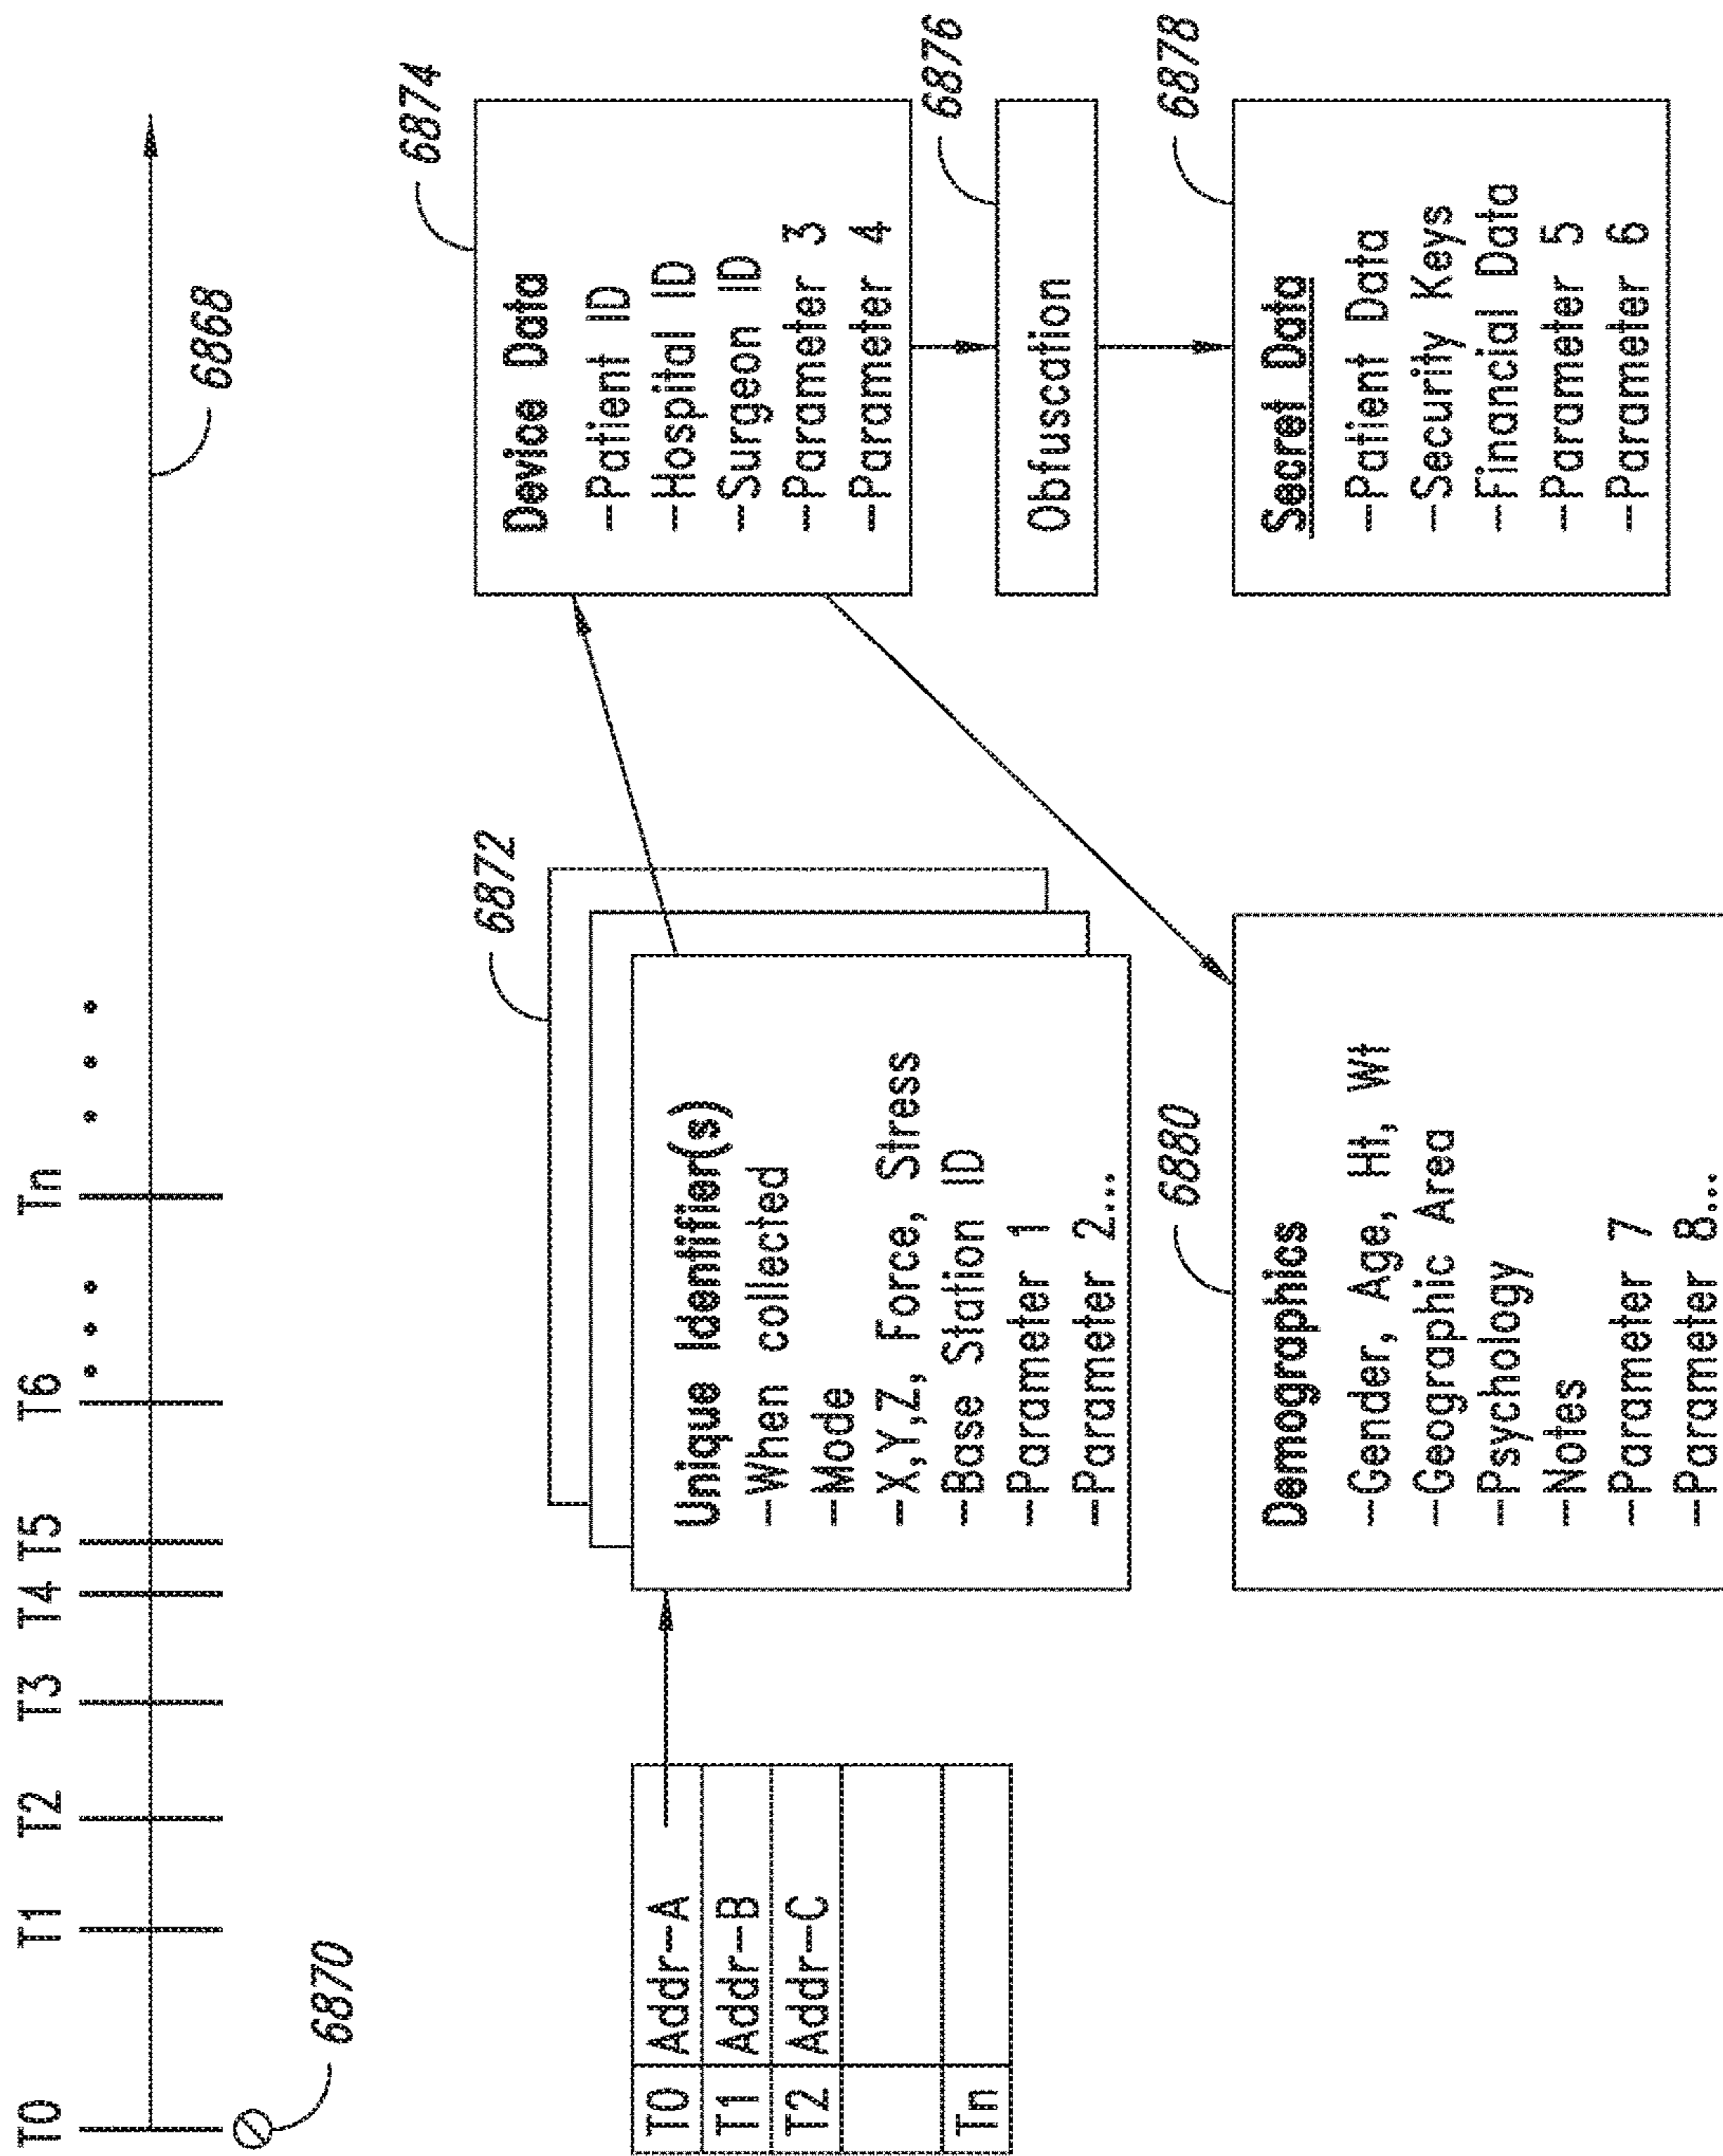 T0 T1 T2 T3 T4 T5 T6 Tn
6868
6870
T0 Addr-A
T1 Addr-B
T2 Addr-C
Tn
6872
Unique Identifier(s)
-When collected
-Mode
-X,Y,Z, Force, Stress
-Base Station ID
-Parameter 1
-Parameter 2...
6874
Device Data
-Patient ID
-Hospital ID
-Surgeon ID
-Parameter 3
-Parameter 4
6876
Obfuscation
6878
Secret Data
-Patient Data
-Security Keys
-Financial Data
-Parameter 5
-Parameter 6
6880
Demographics
-Gender, Age, Ht, Wt
-Geographic Area
-Psychology
-Notes
-Parameter 7
-Parameter 8...